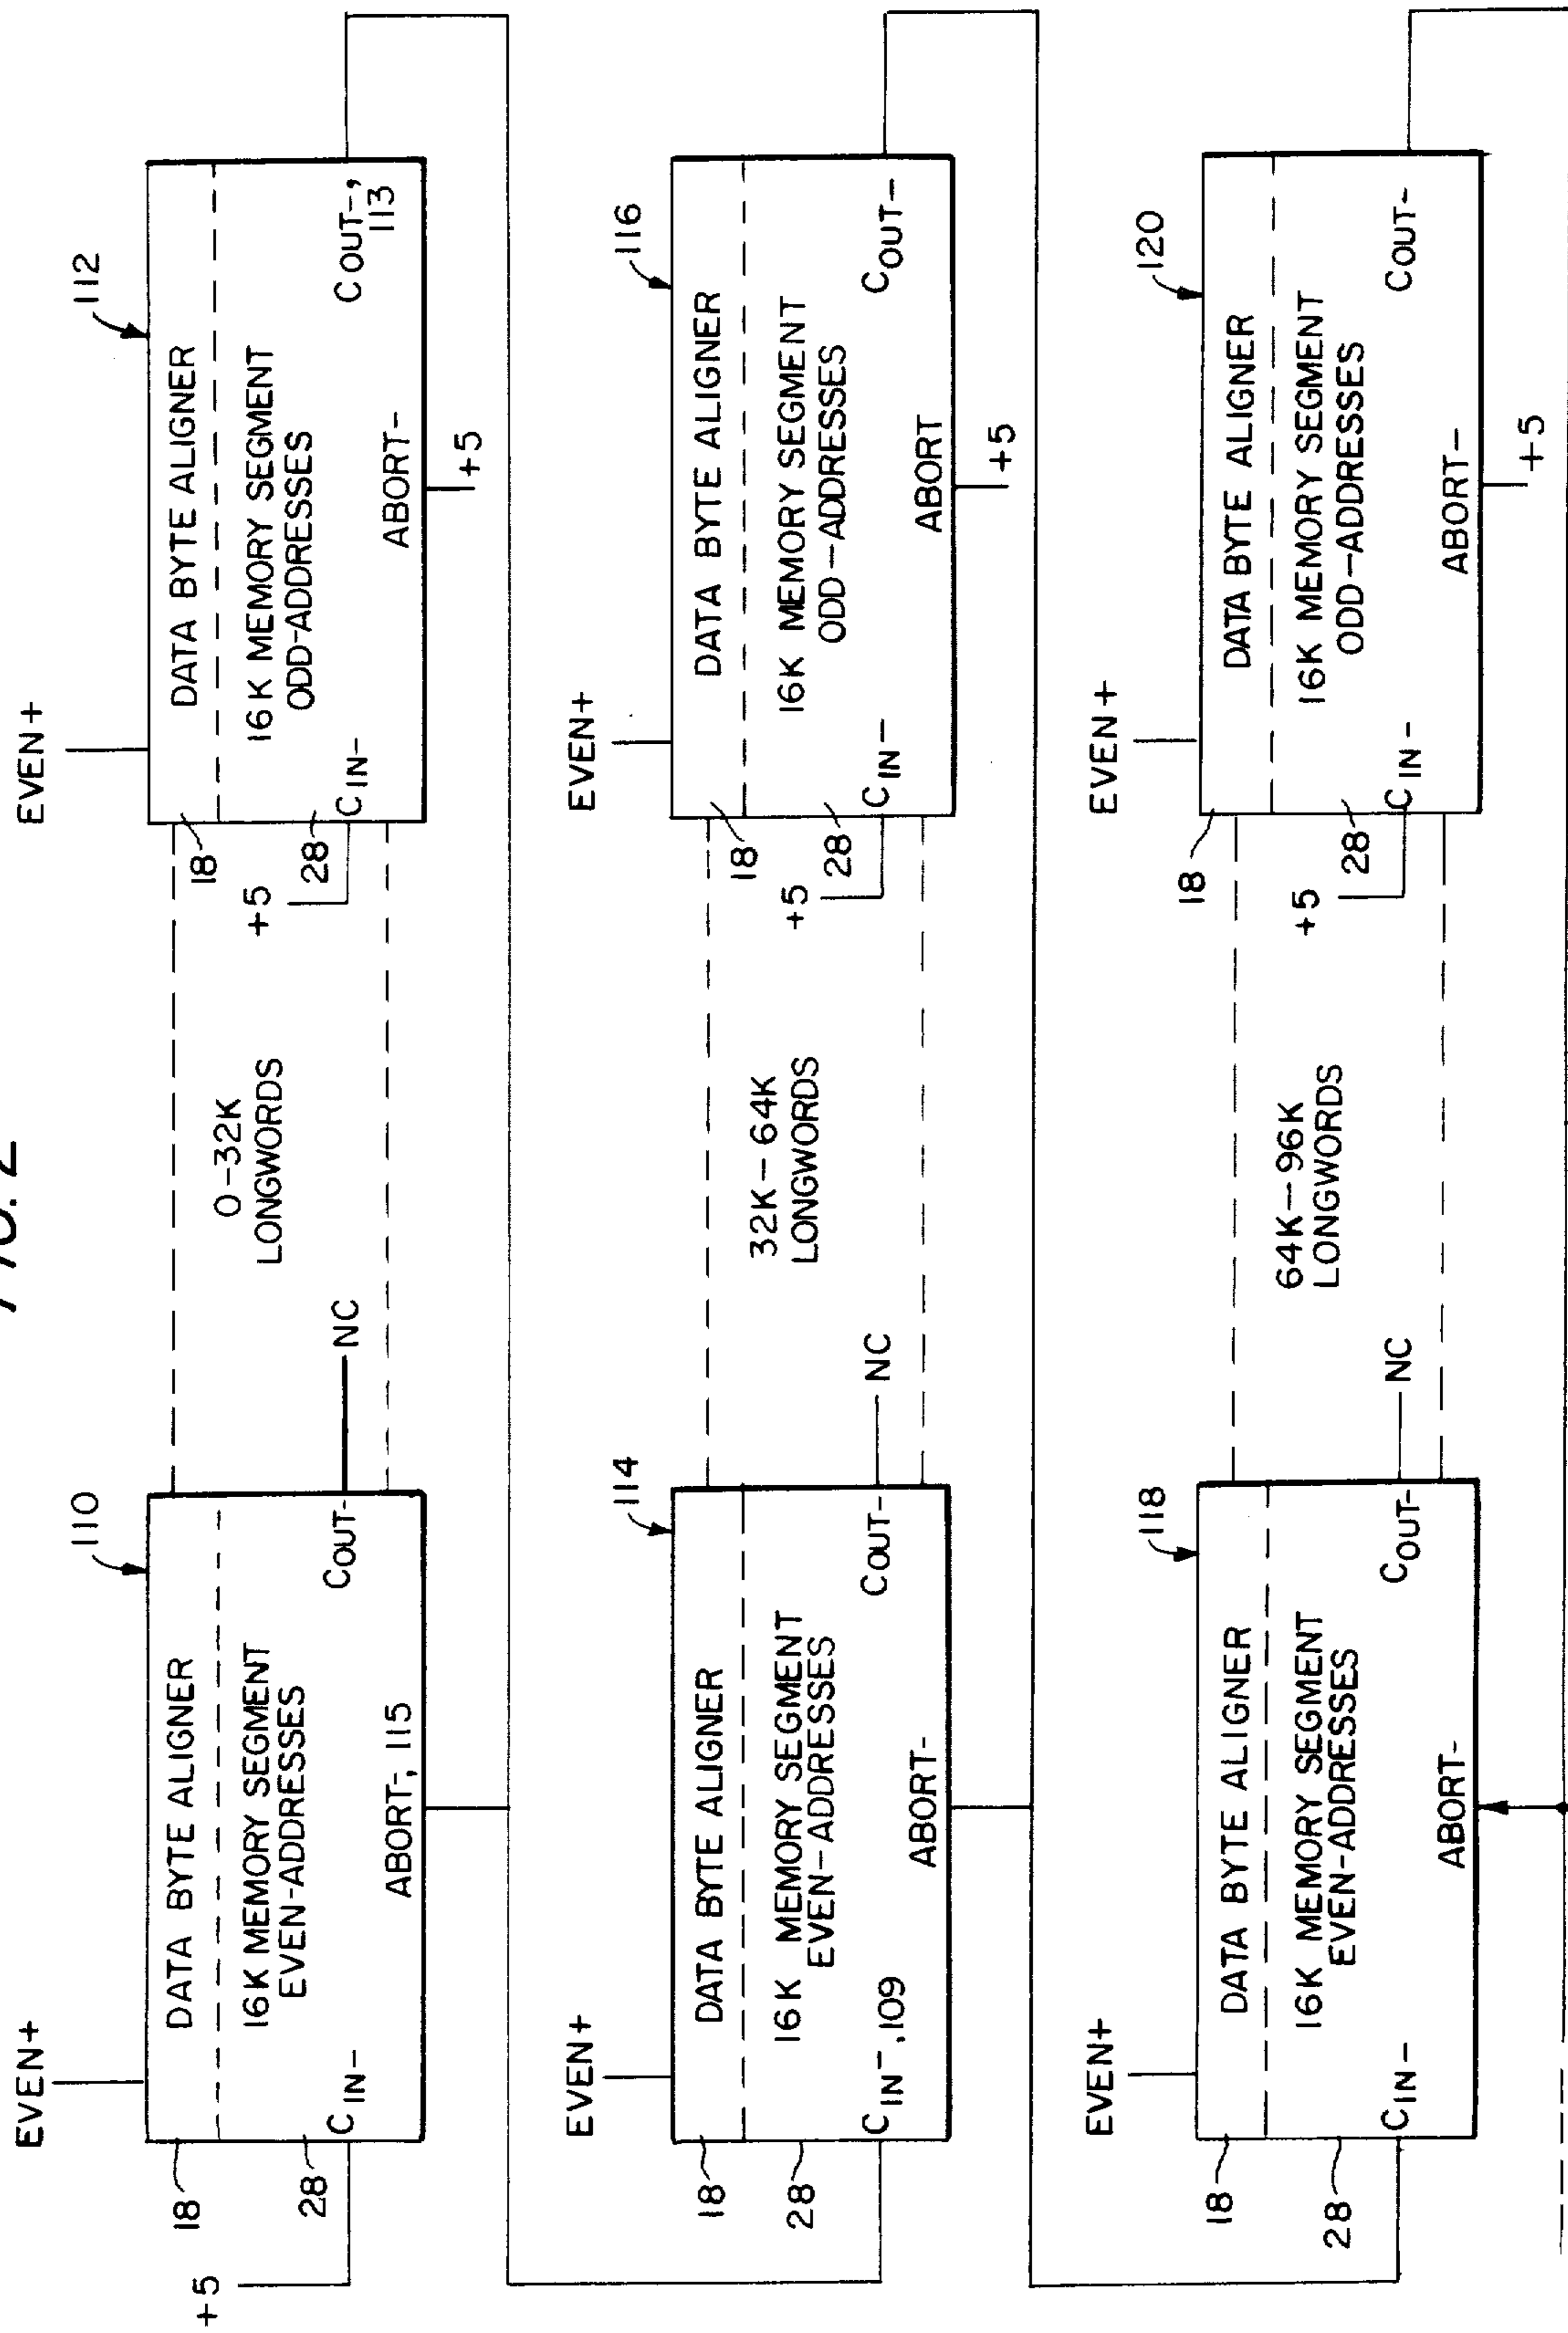 FIG. 2
EVEN+
110
DATA BYTE ALIGNER
16K MEMORY SEGMENT
EVEN-ADDRESSES
18
28
+5
CIN-
COUT-
NC
ABORT-, 115
0-32K
LONGWORDS
EVEN+
112
DATA BYTE ALIGNER
16K MEMORY SEGMENT
ODD-ADDRESSES
18
28
+5
CIN-
COUT-,
113
ABORT-
+5
EVEN+
114
DATA BYTE ALIGNER
16K MEMORY SEGMENT
EVEN-ADDRESSES
18
28
CIN-, 109
COUT-
NC
ABORT-
32K-64K
LONGWORDS
EVEN+
116
DATA BYTE ALIGNER
16K MEMORY SEGMENT
ODD-ADDRESSES
18
28
+5
CIN-
COUT-
ABORT
+5
EVEN+
118
DATA BYTE ALIGNER
16K MEMORY SEGMENT
EVEN-ADDRESSES
18
28
CIN-
COUT-
NC
ABORT-
64K-96K
LONGWORDS
EVEN+
120
DATA BYTE ALIGNER
16K MEMORY SEGMENT
ODD-ADDRESSES
18
28
+5
CIN-
COUT-
ABORT-
+5